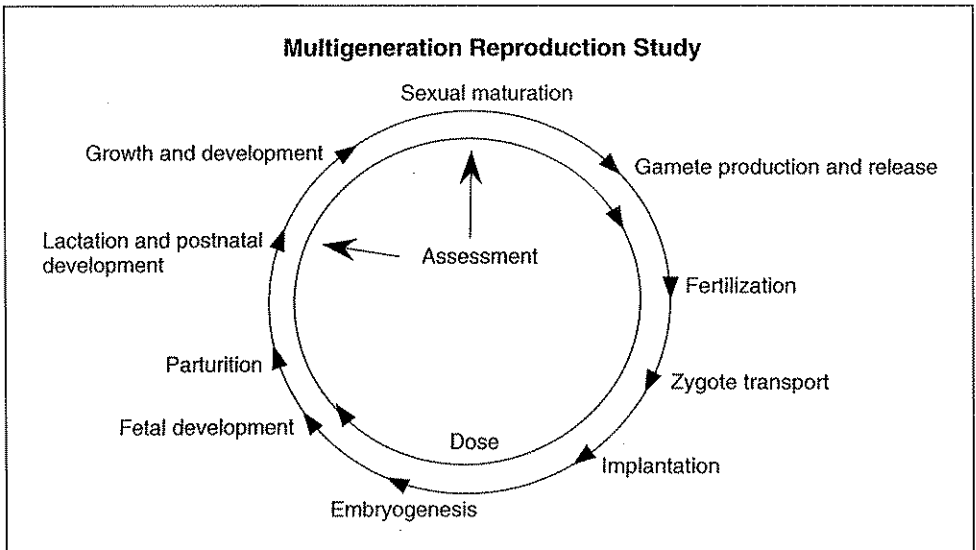 Multigeneration Reproduction Study
Sexual maturation
Growth and development
Gamete production and release
Lactation and postnatal
development
Assessment
Fertilization
Parturition
Zygote transport
Fetal development
Dose
Implantation
Embryogenesis